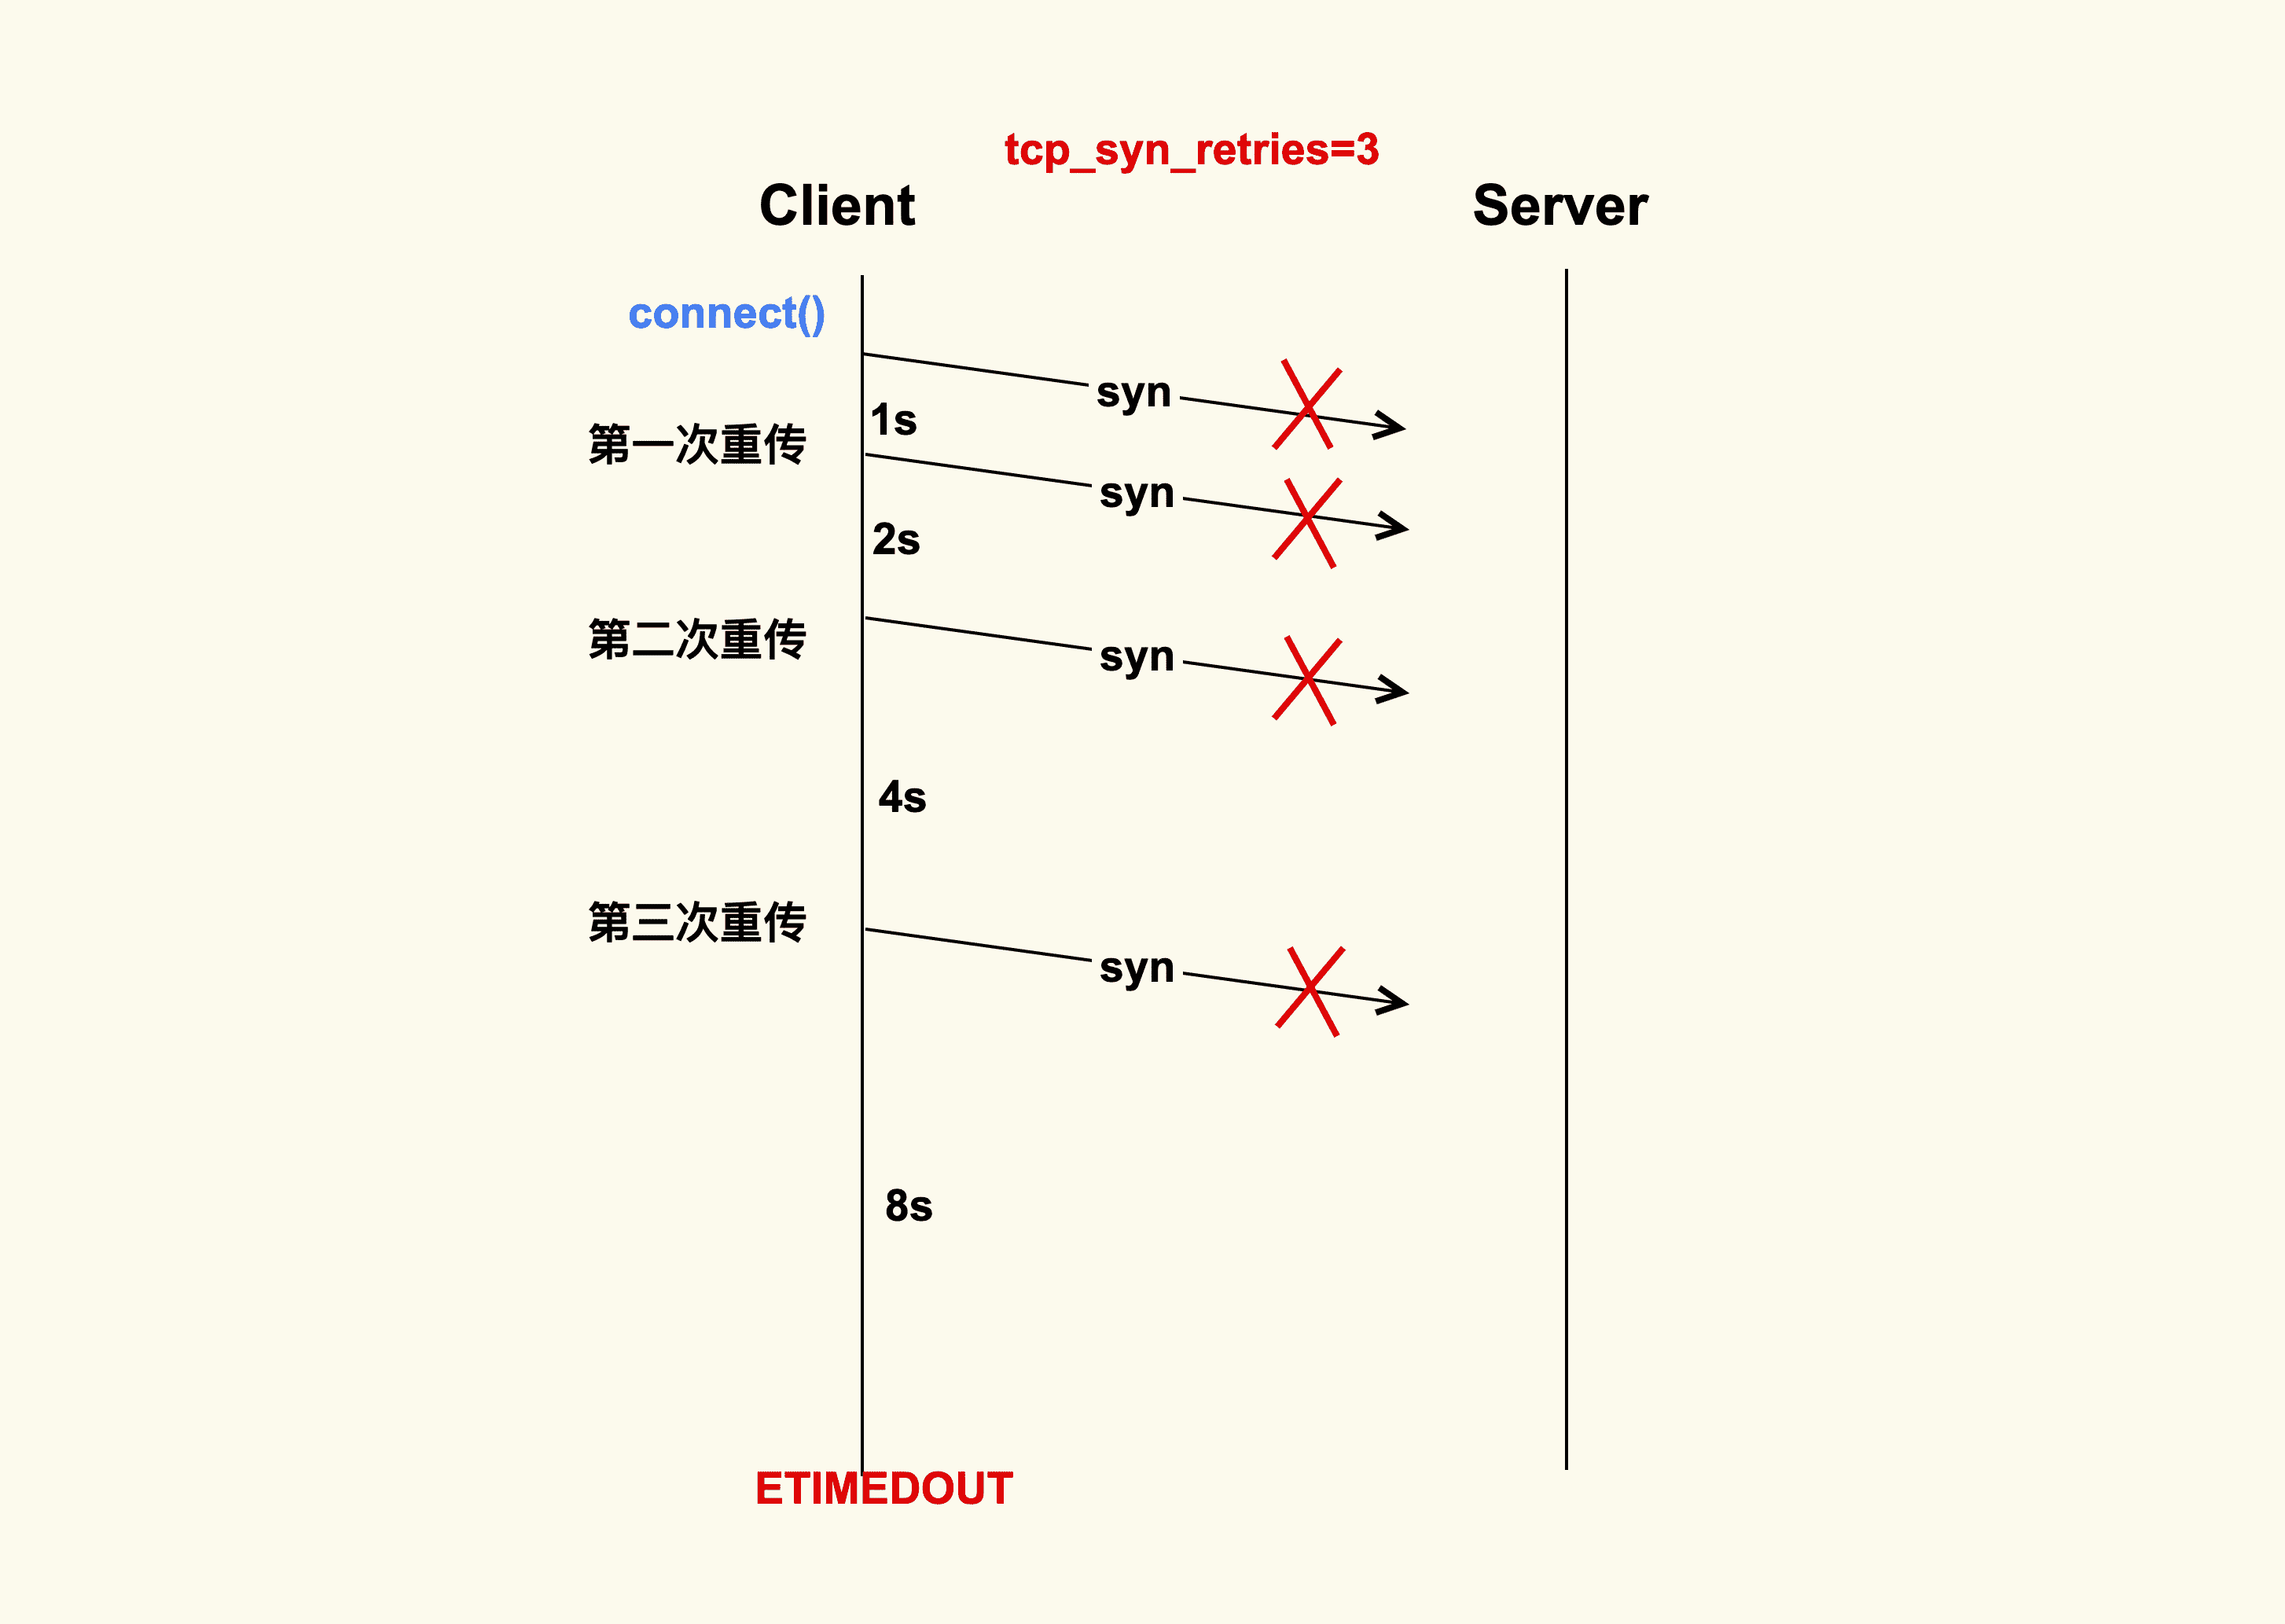 tcp_syn_retries=3
Client
Server
connect()
syn
1s
第一次重传
syn
2s
第二次重传
syn
4s
第三次重传
syn
8s
ETIMEDOUT